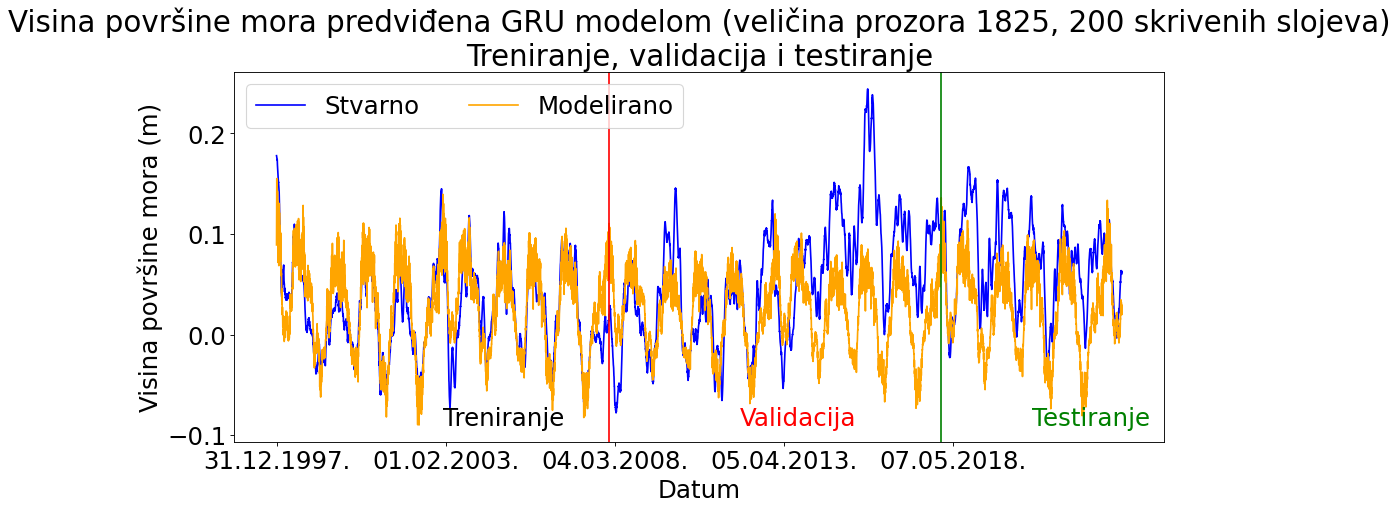 Visina površine mora predviđena GRU modelom (veličina prozora 1825, 200 skrivenih slojeva)
Treniranje, validacija i testiranje
Stvarno
Modelirano
Visina površine mora (m)
0.2
0.1
0.0
−0.1
Treniranje
Validacija
Testiranje
31.12.1997.
01.02.2003.
04.03.2008.
05.04.2013.
07.05.2018.
Datum